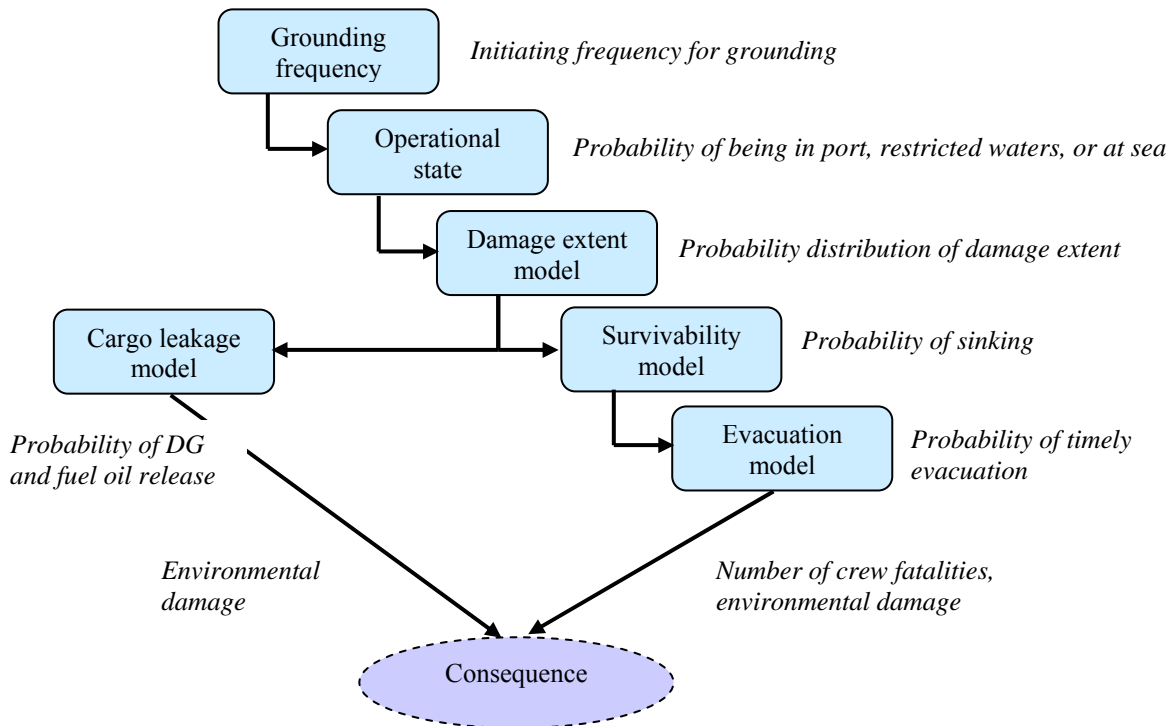 Grounding
frequency
Initiating frequency for grounding
Operational
state
Probability of being in port, restricted waters, or at sea
Damage extent
model
Probability distribution of damage extent
Cargo leakage
model
Survivability
model
Probability of sinking
Probability of DG
and fuel oil release
Evacuation
model
Probability of timely
evacuation
Environmental
damage
Number of crew fatalities,
environmental damage
Consequence